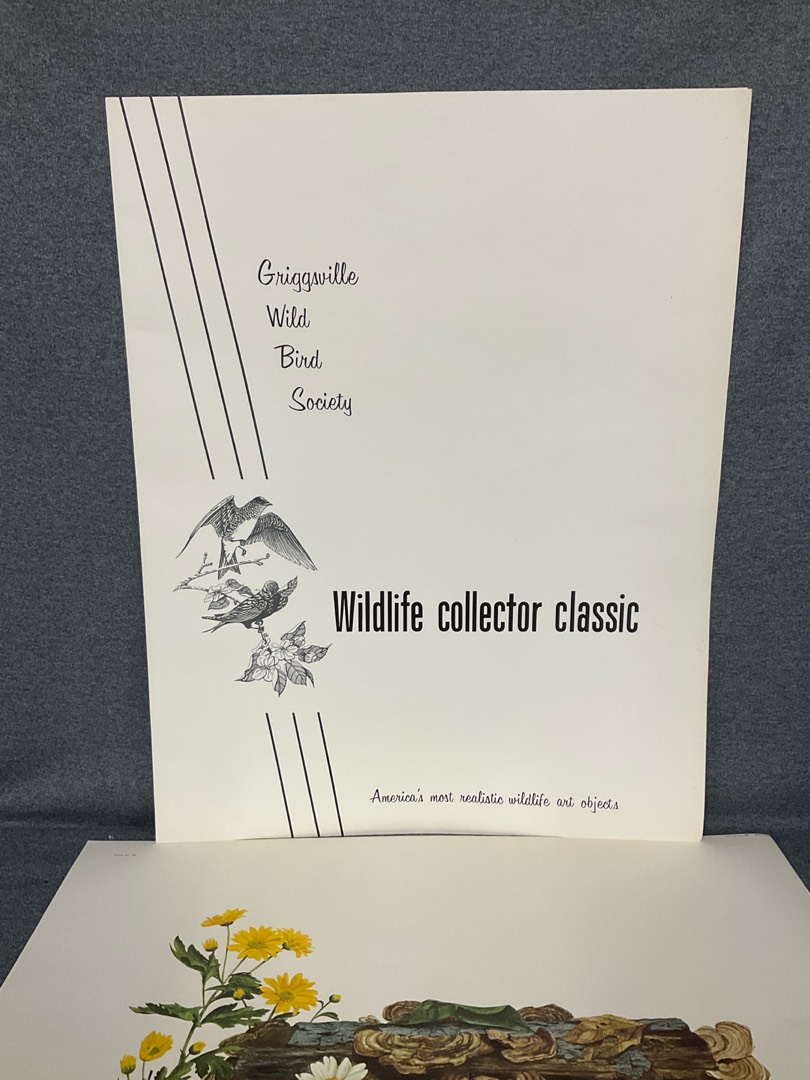 Griggsville
Wild
Bird
Society
Wildlife collector classic
America's most realistic wildlife art objects